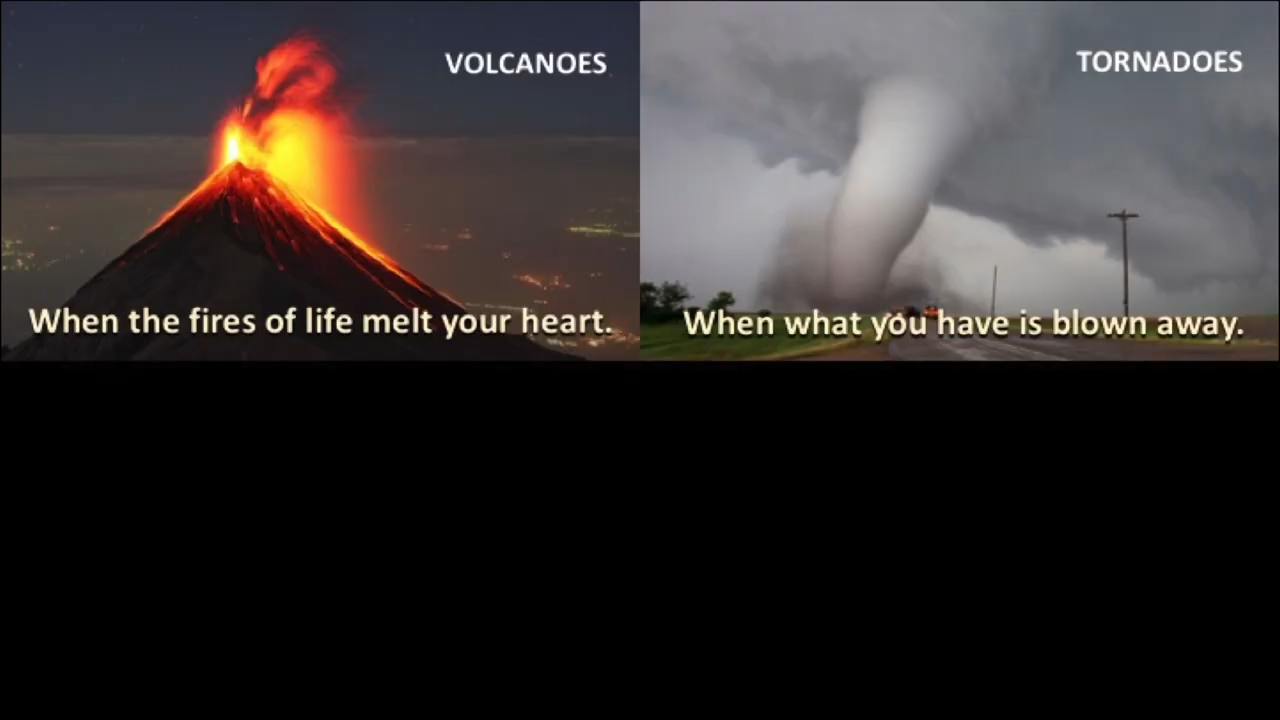 VOLCANOES
When the fires of life melt your heart.
TORNADOES
When what you have is blown away.